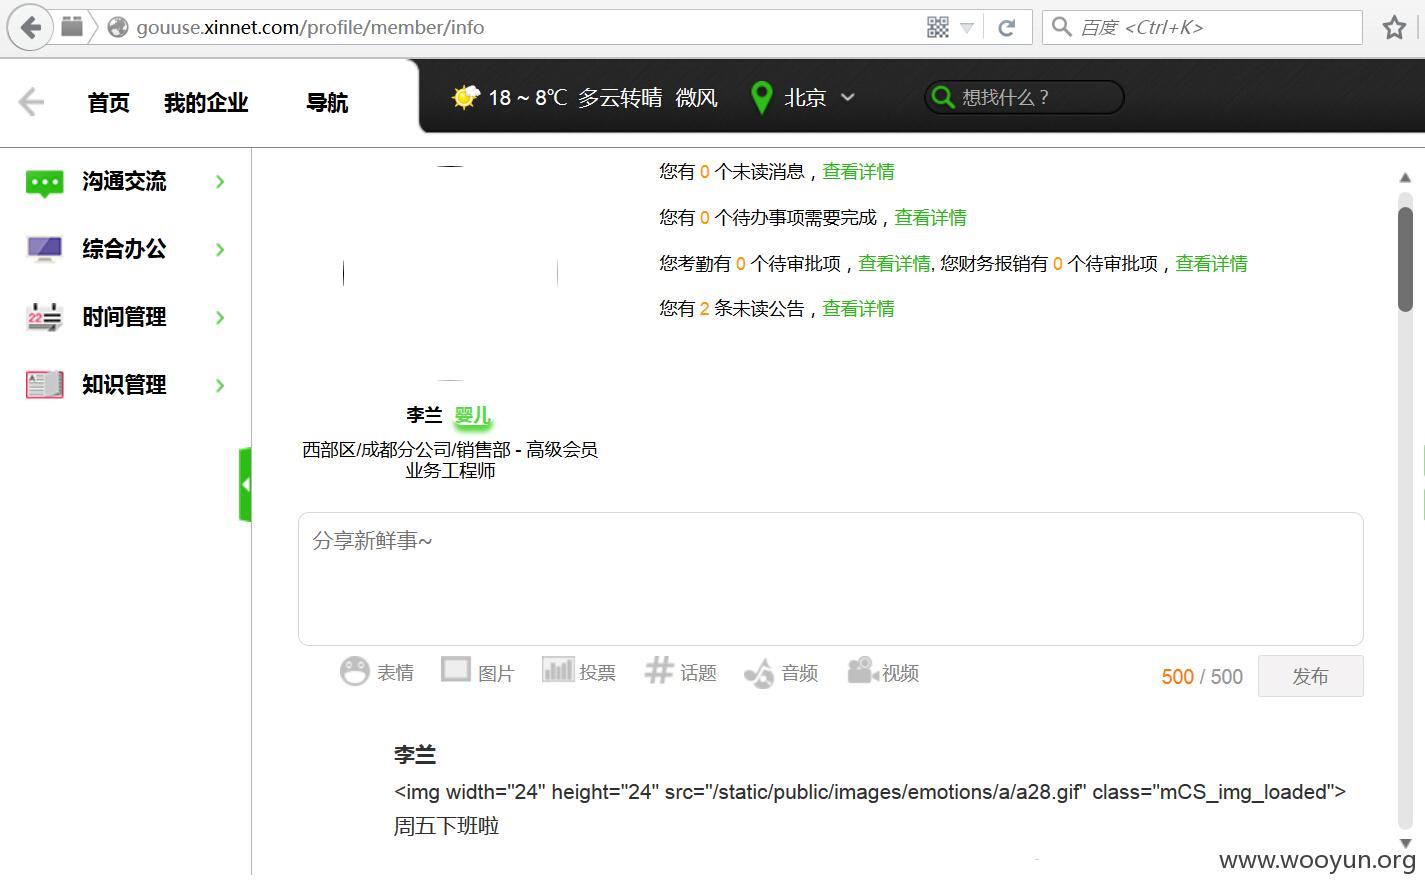 gouuse.xinnet.com/profile/member/info
百度 <Ctrl+K>
首页 我的企业 导航
18 ~ 8℃ 多云转晴 微风 北京
想找什么？
沟通交流
综合办公
22 时间管理
知识管理
您有 0 个未读消息，查看详情
您有 0 个待办事项需要完成，查看详情
您考勤有 0 个待审批项，查看详情, 您财务报销有 0 个待审批项，查看详情
您有 2 条未读公告，查看详情
李兰 婴儿
西部区/成都分公司/销售部 - 高级会员
业务工程师
分享新鲜事~
表情 图片 投票 话题 音频 视频
500 / 500 发布
李兰
<img width="24" height="24" src="/static/public/images/emotions/a/a28.gif" class="mCS_img_loaded">
周五下班啦
www.wooyun.org